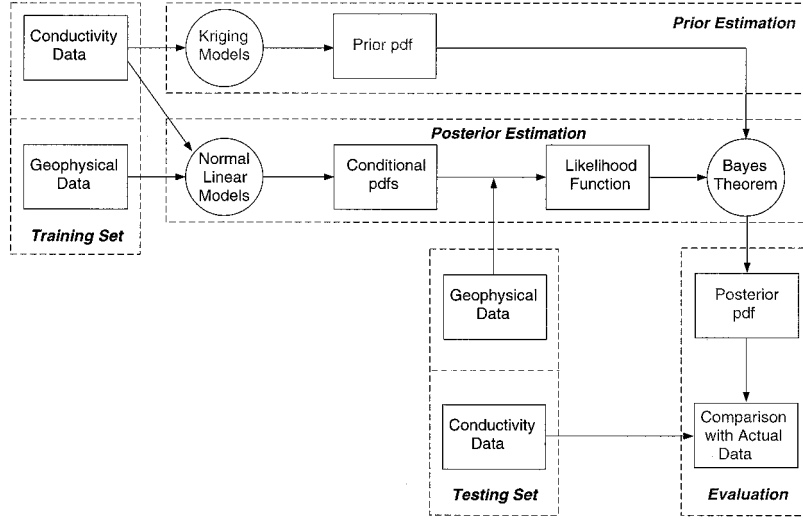 Conductivity
Data
Kriging
Models
Prior pdf
Prior Estimation
Posterior Estimation
Geophysical
Data
Normal
Linear
Models
Conditional
pdfs
Likelihood
Function
Bayes
Theorem
Training Set
Geophysical
Data
Posterior
pdf
Conductivity
Data
Comparison
with Actual
Data
Testing Set
Evaluation